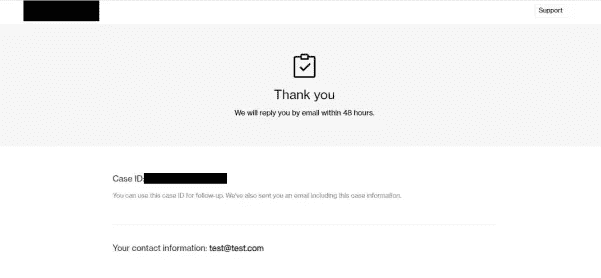 Support
Thank you
We will reply you by email within 48 hours.
Case ID:
You can use this case ID for follow-up. We've also sent you an email including this case information.
Your contact information: test@test.com